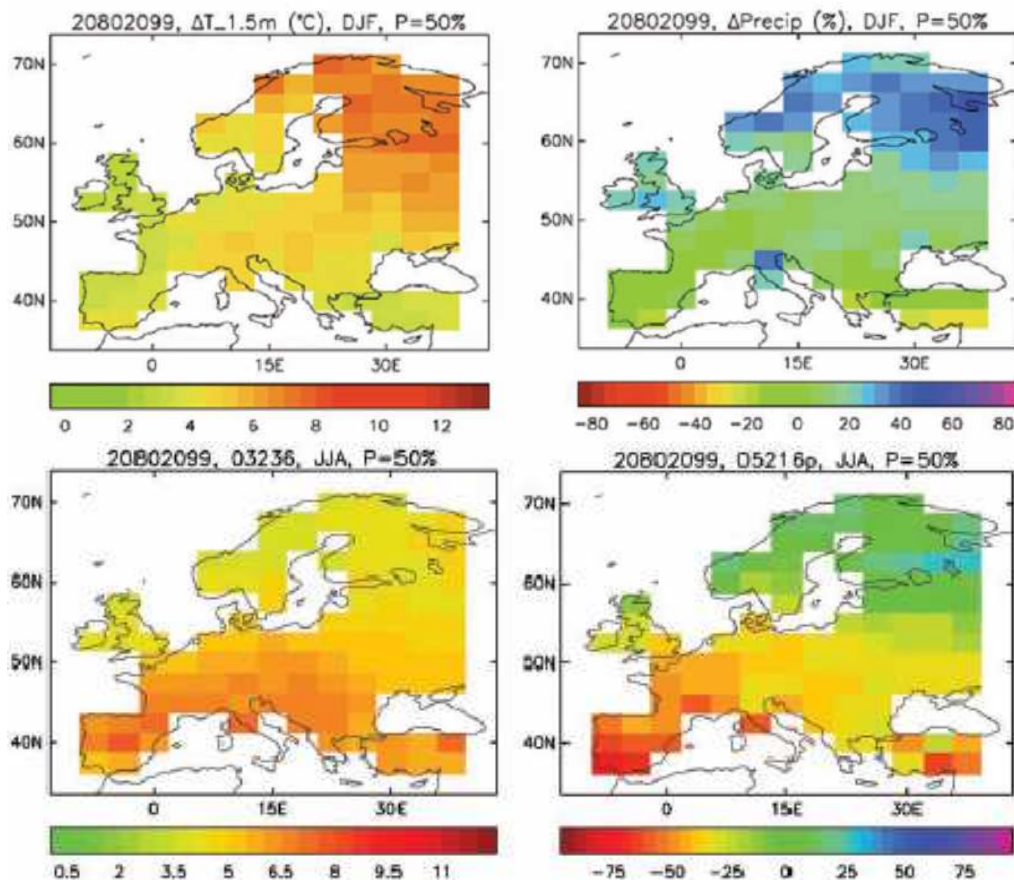 20802099, ΔT_1.5m (°C), DJF, P=50%
70N
60N
50N
40N
0 15E 30E
0 2 4 6 8 10 12
20802099, ΔPrecip (%), DJF, P=50%
70N
60N
50N
40N
0 15E 30E
-80 -60 -40 -20 0 20 40 60 80
20802099, 03236, JJA, P=50%
70N
60N
50N
40N
0 15E 30E
0.5 2 3.5 5 6.5 8 9.5 11
20802099, 05216p, JJA, P=50%
70N
60N
50N
40N
0 15E 30E
-75 -50 -25 0 25 50 75